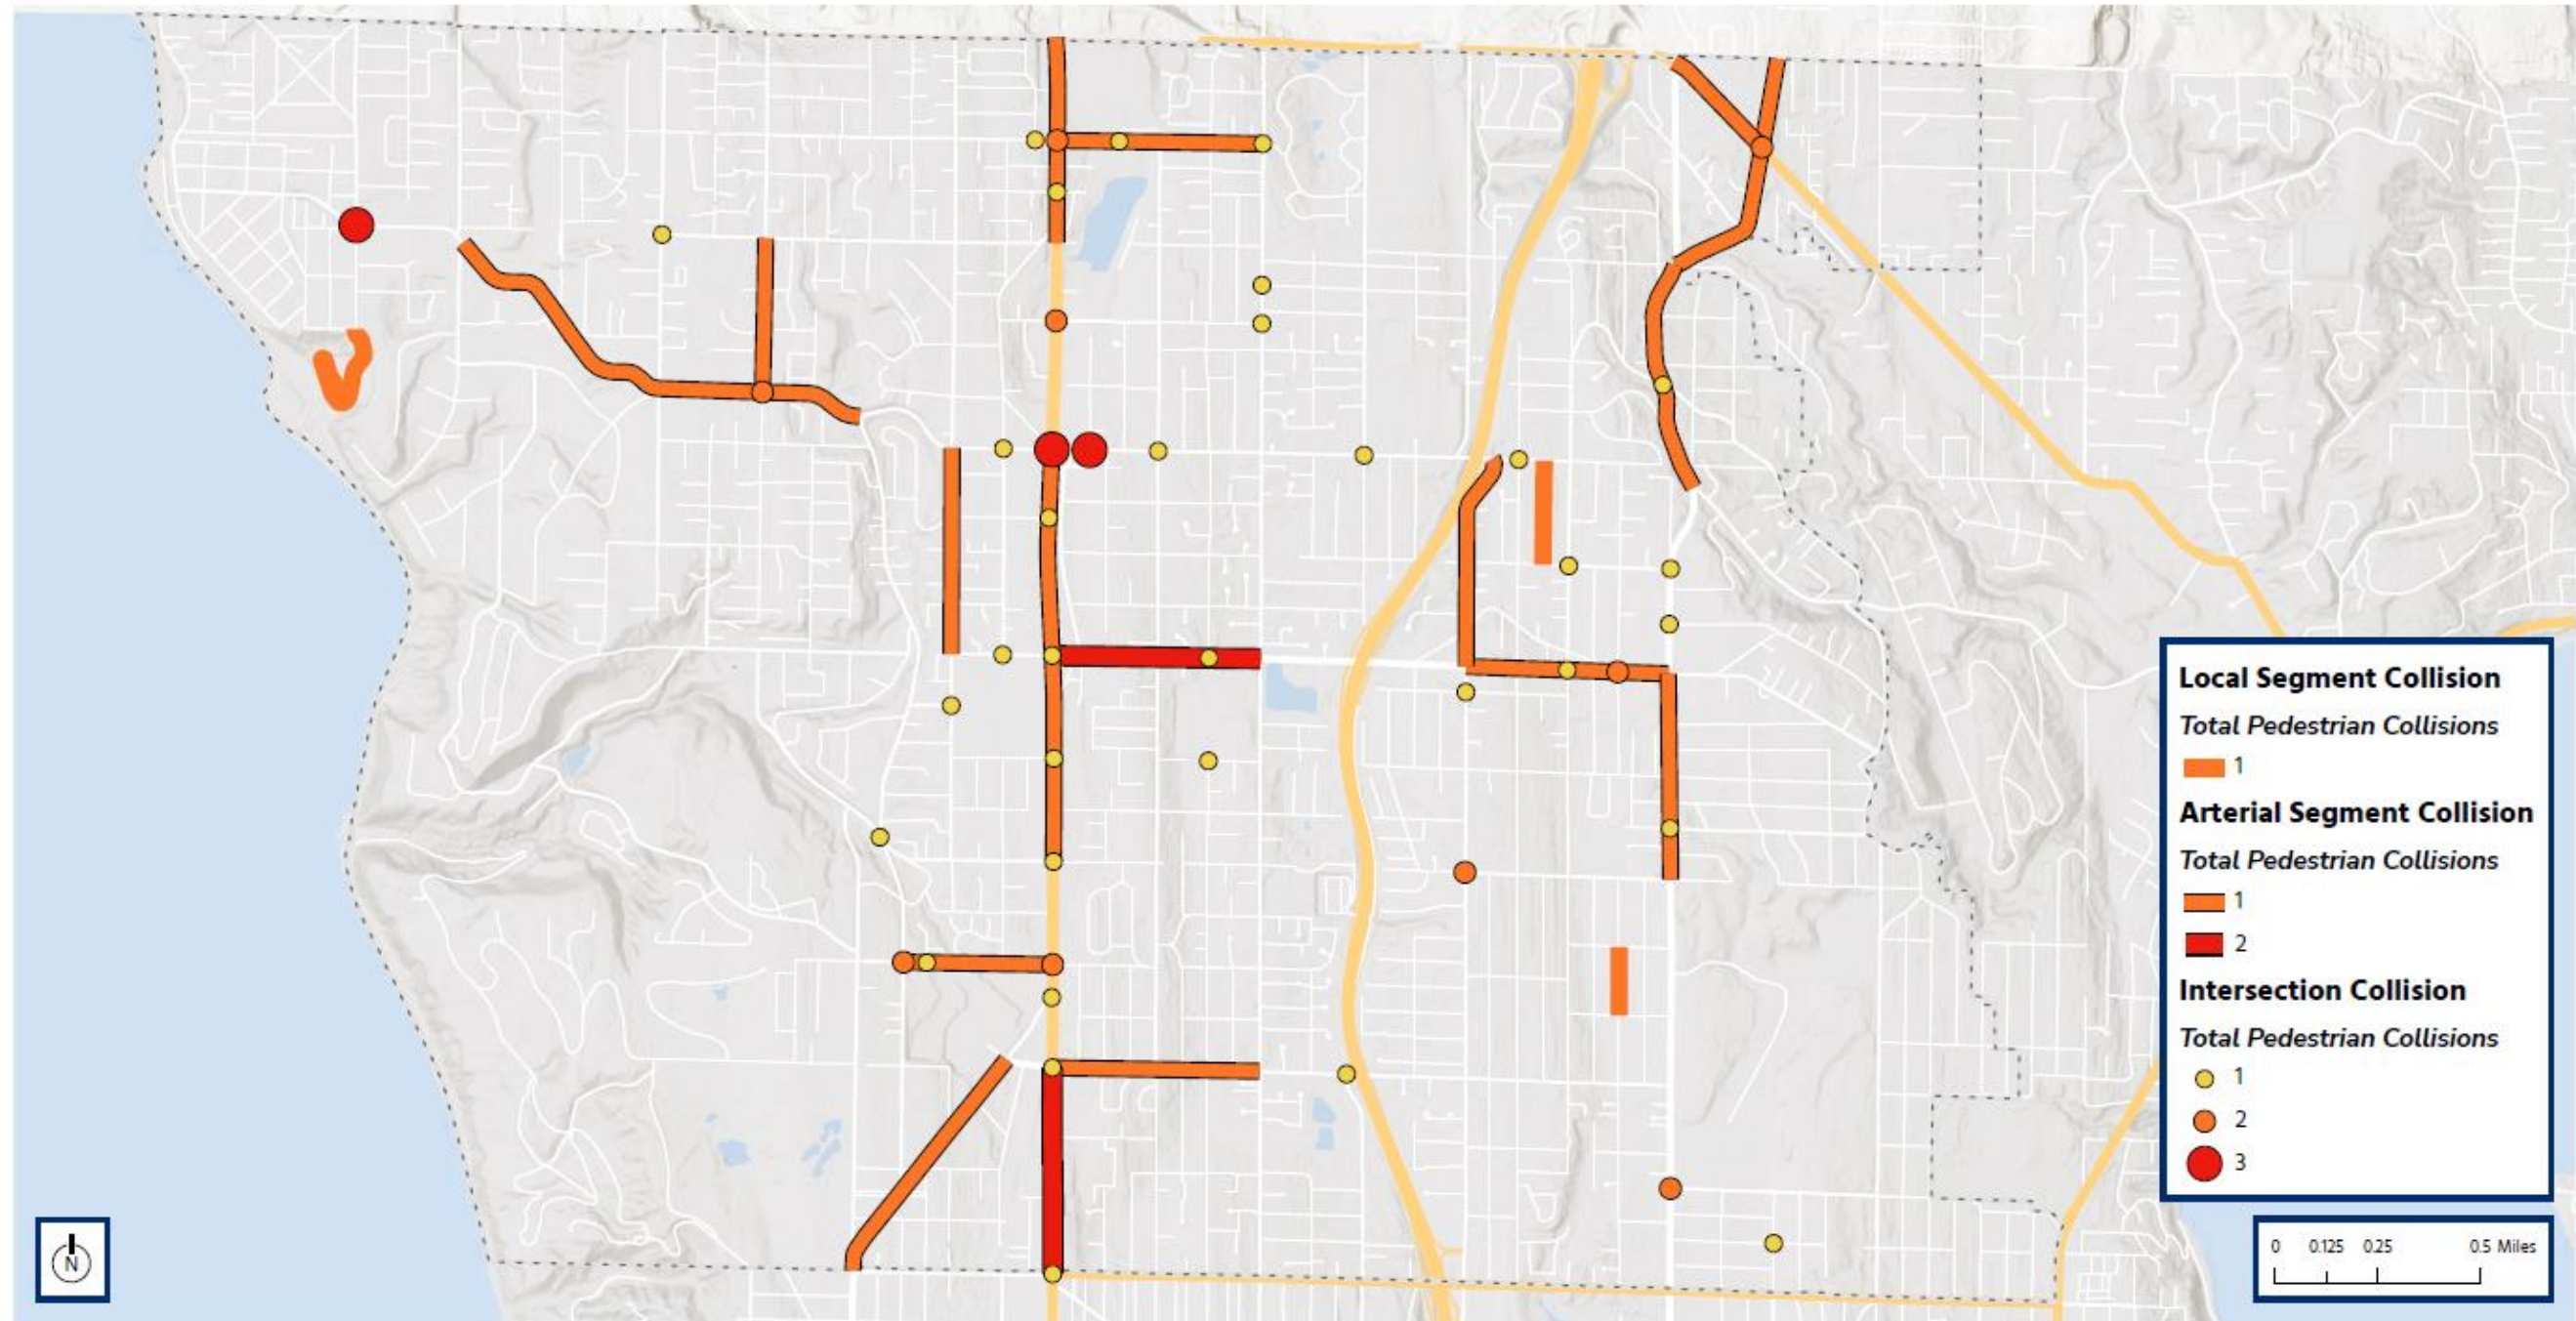 Local Segment Collision
Total Pedestrian Collisions
1
Arterial Segment Collision
Total Pedestrian Collisions
1
2
Intersection Collision
Total Pedestrian Collisions
1
2
3
N
0 0.125 0.25 0.5 Miles